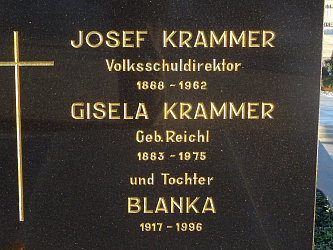 JOSEF KRAMMER
Volksschuldirektor
1888 - 1962
GISELA KRAMMER
Geb. Reichl
1883 - 1975
und Tochter
BLANKA
1917 - 1996